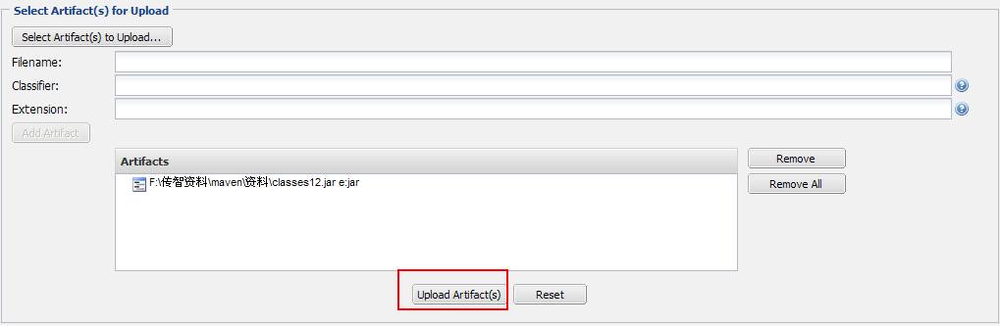 Select Artifact(s) for Upload
Select Artifact(s) to Upload...
Filename:
Classifier:
Extension:
Add Artifact
Artifacts
F:\传智资料\maven\资料\classes12.jar e:jar
Remove
Remove All
Upload Artifact(s)
Reset